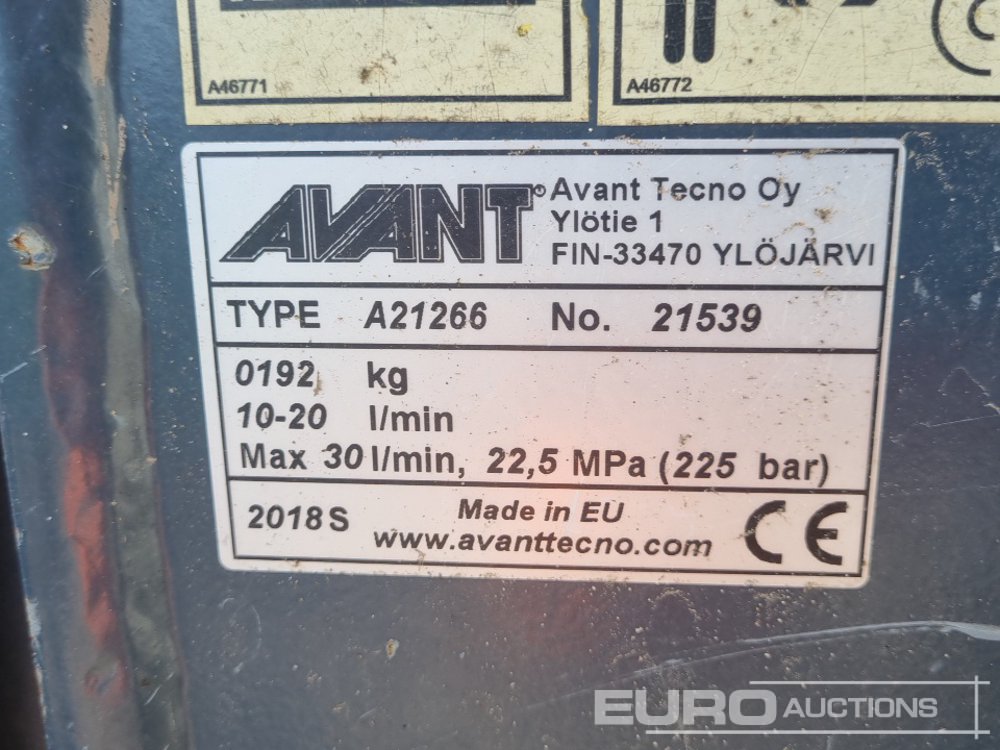 A46771
A46772
AVANT® Avant Tecno Oy
Ylötie 1
FIN-33470 YLÖJÄRVI
TYPE A21266 No. 21539
0192 kg
10-20 l/min
Max 30 l/min, 22,5 MPa (225 bar)
2018 S Made in EU
www.avanttecno.com CE
EURO AUCTIONS